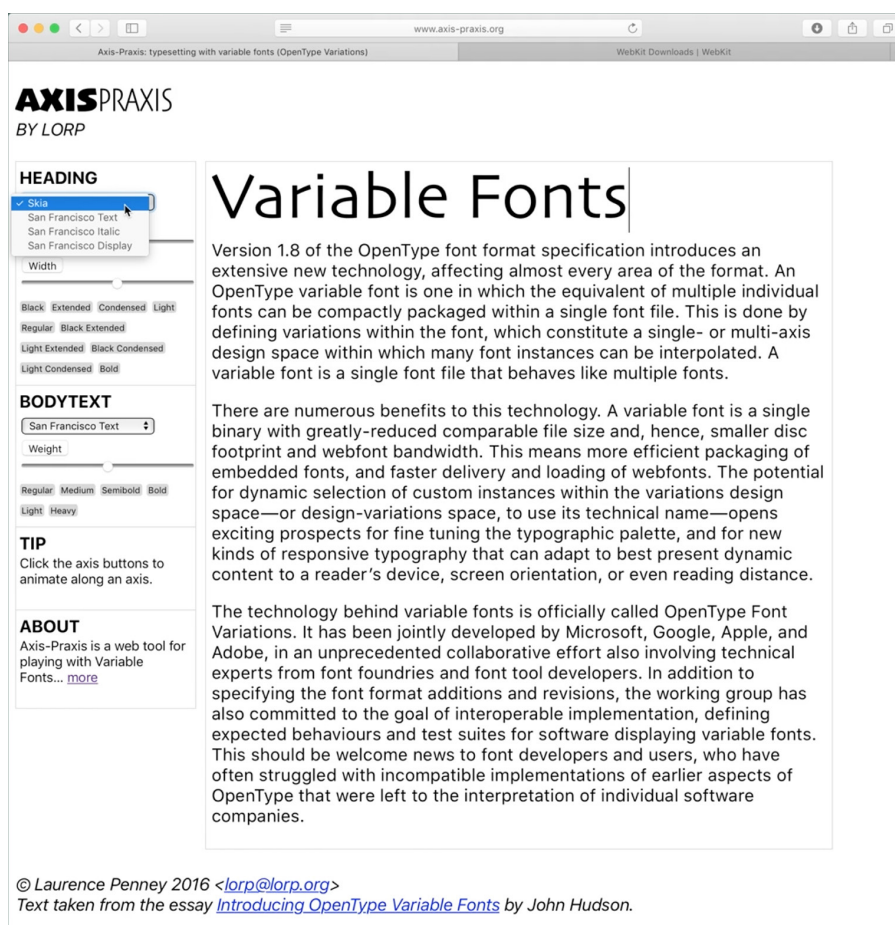 www.axis-praxis.org
Axis-Praxis: typesetting with variable fonts (OpenType Variations)
WebKit Downloads | WebKit
AXISPRAXIS
BY LORP
HEADING
✓ Skia
San Francisco Text
San Francisco Italic
San Francisco Display
Width
Black Extended Condensed Light
Regular Black Extended
Light Extended Black Condensed
Light Condensed Bold
BODYTEXT
San Francisco Text
Weight
Regular Medium Semibold Bold
Light Heavy
TIP
Click the axis buttons to
animate along an axis.
ABOUT
Axis-Praxis is a web tool for
playing with Variable
Fonts... more
Variable Fonts
Version 1.8 of the OpenType font format specification introduces an
extensive new technology, affecting almost every area of the format. An
OpenType variable font is one in which the equivalent of multiple individual
fonts can be compactly packaged within a single font file. This is done by
defining variations within the font, which constitute a single- or multi-axis
design space within which many font instances can be interpolated. A
variable font is a single font file that behaves like multiple fonts.
There are numerous benefits to this technology. A variable font is a single
binary with greatly-reduced comparable file size and, hence, smaller disc
footprint and webfont bandwidth. This means more efficient packaging of
embedded fonts, and faster delivery and loading of webfonts. The potential
for dynamic selection of custom instances within the variations design
space—or design-variations space, to use its technical name—opens
exciting prospects for fine tuning the typographic palette, and for new
kinds of responsive typography that can adapt to best present dynamic
content to a reader's device, screen orientation, or even reading distance.
The technology behind variable fonts is officially called OpenType Font
Variations. It has been jointly developed by Microsoft, Google, Apple, and
Adobe, in an unprecedented collaborative effort also involving technical
experts from font foundries and font tool developers. In addition to
specifying the font format additions and revisions, the working group has
also committed to the goal of interoperable implementation, defining
expected behaviours and test suites for software displaying variable fonts.
This should be welcome news to font developers and users, who have
often struggled with incompatible implementations of earlier aspects of
OpenType that were left to the interpretation of individual software
companies.
© Laurence Penney 2016 <lorp@lorp.org>
Text taken from the essay Introducing OpenType Variable Fonts by John Hudson.